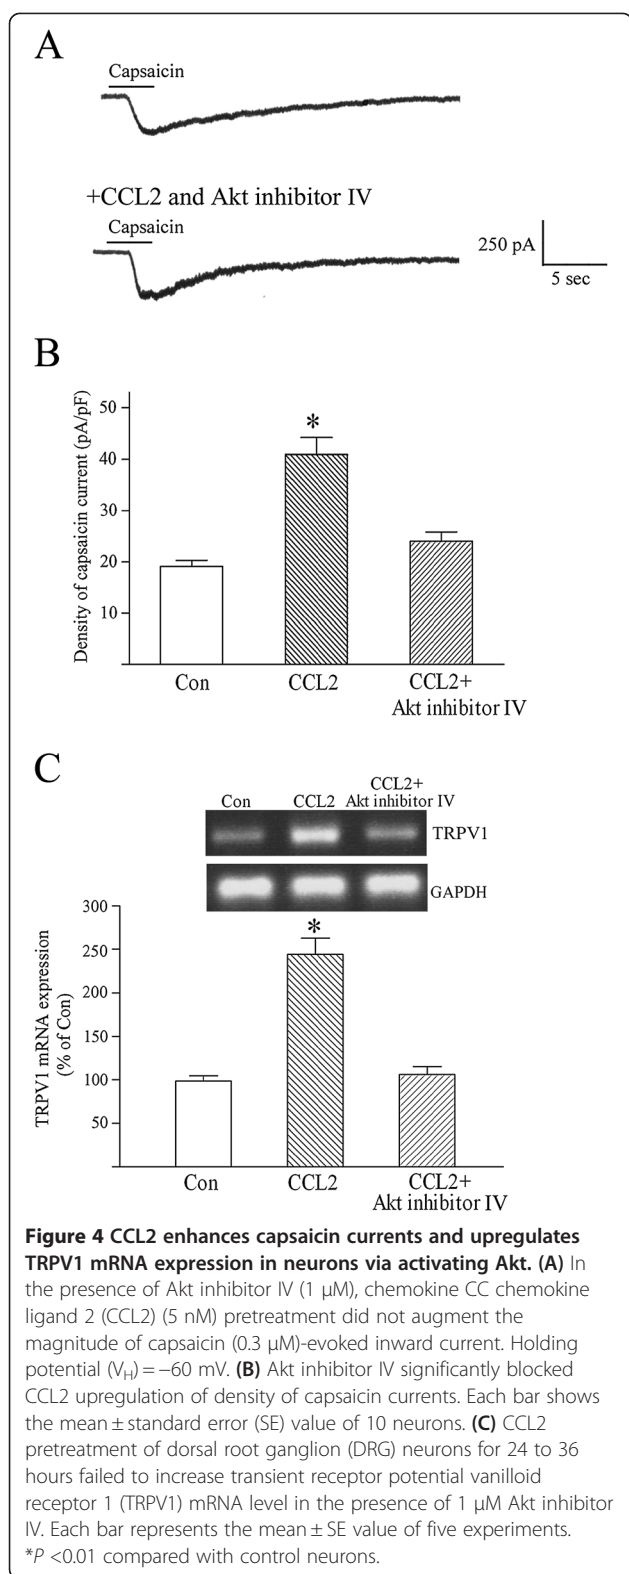 A
Capsaicin
+CCL2 and Akt inhibitor IV
Capsaicin
250 pA
5 sec
B
Density of capsaicin current (pA/pF)
50
40
30
20
10
*
Con
CCL2
CCL2+
Akt inhibitor IV
C
Con
CCL2
CCL2+
Akt inhibitor IV
TRPV1
GAPDH
TRPV1 mRNA expression
(% of Con)
300
250
200
150
100
50
*
Con
CCL2
CCL2+
Akt inhibitor IV
Figure 4 CCL2 enhances capsaicin currents and upregulates
TRPV1 mRNA expression in neurons via activating Akt. (A) In
the presence of Akt inhibitor IV (1 μM), chemokine CC chemokine
ligand 2 (CCL2) (5 nM) pretreatment did not augment the
magnitude of capsaicin (0.3 μM)-evoked inward current. Holding
potential (VH) = −60 mV. (B) Akt inhibitor IV significantly blocked
CCL2 upregulation of density of capsaicin currents. Each bar shows
the mean ± standard error (SE) value of 10 neurons. (C) CCL2
pretreatment of dorsal root ganglion (DRG) neurons for 24 to 36
hours failed to increase transient receptor potential vanilloid
receptor 1 (TRPV1) mRNA level in the presence of 1 μM Akt inhibitor
IV. Each bar represents the mean ± SE value of five experiments.
*P <0.01 compared with control neurons.